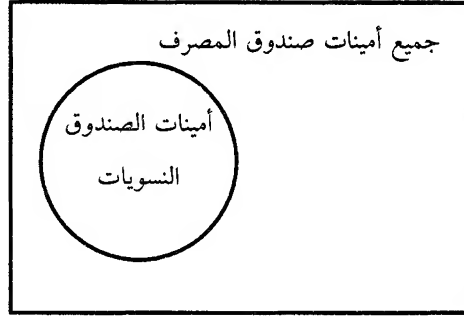 جميع أمينات صندوق المصرف
أمينات الصندوق
النسويات